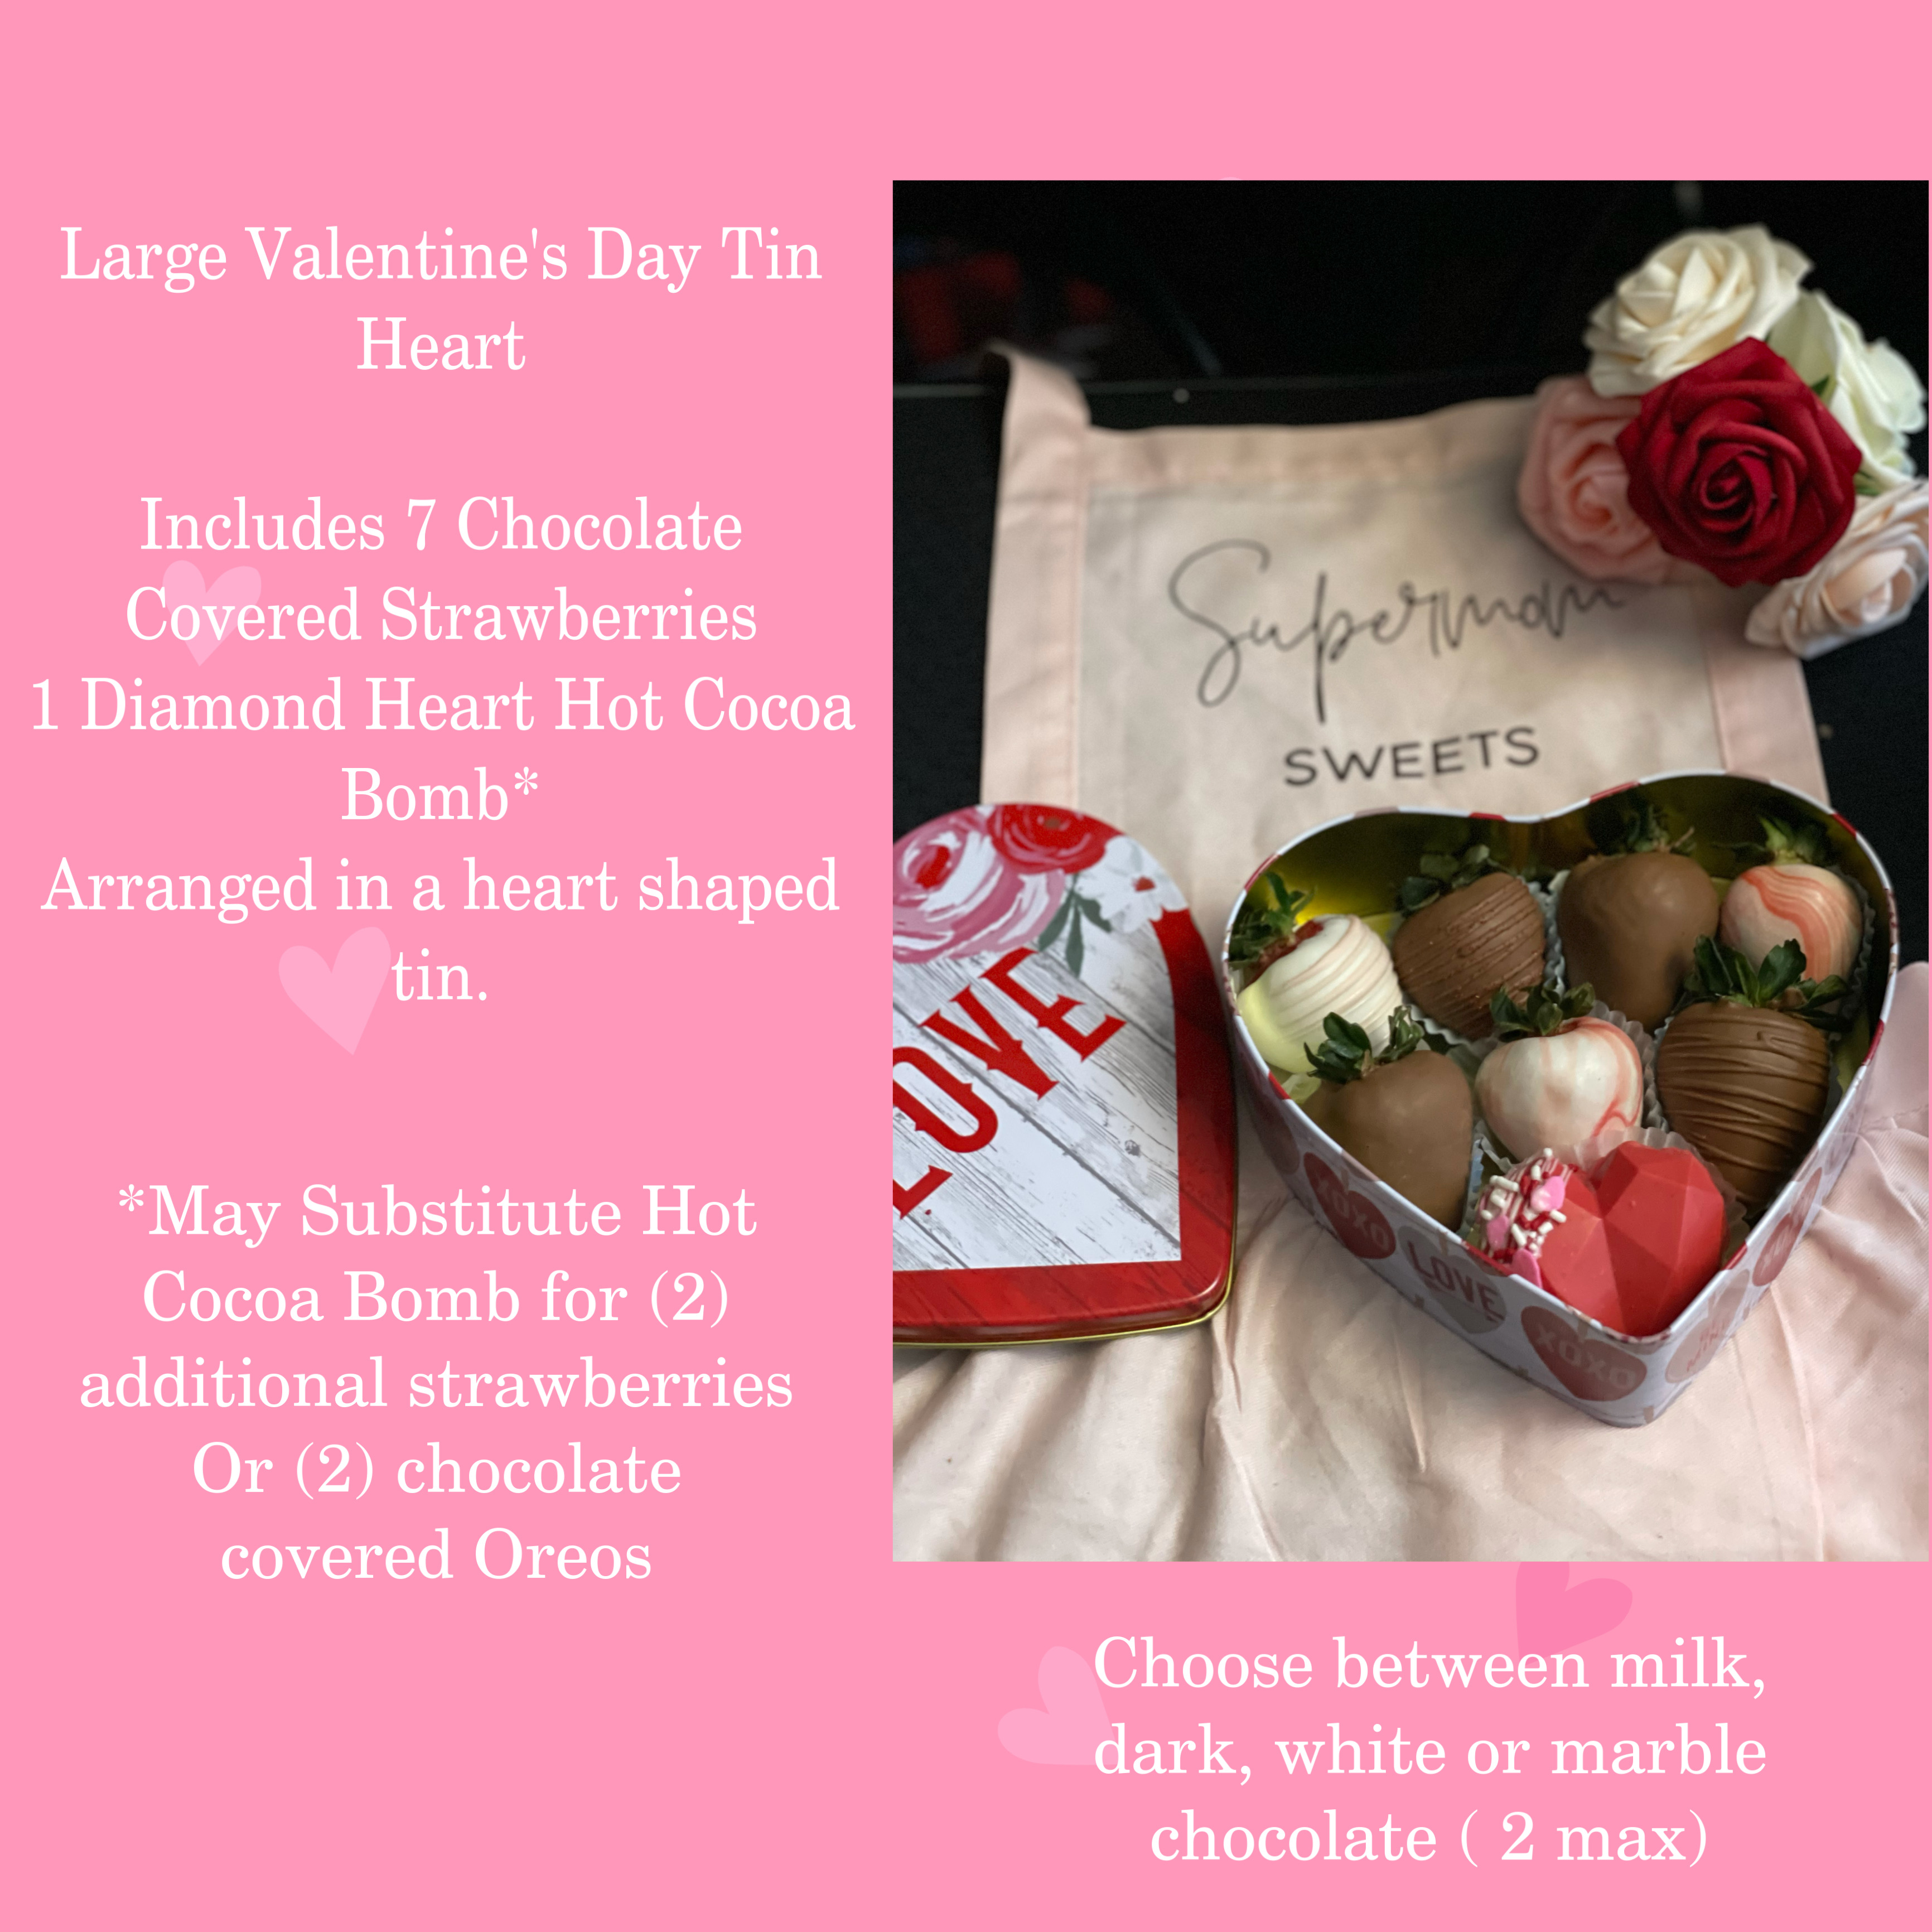 Large Valentine's Day Tin
Heart
Includes 7 Chocolate
Covered Strawberries
1 Diamond Heart Hot Cocoa
Bomb*
Arranged in a heart shaped
tin.
*May Substitute Hot
Cocoa Bomb for (2)
additional strawberries
Or (2) chocolate
covered Oreos
Supermom
SWEETS
LOVE
XOXO
LOVE
XOXO
Choose between milk,
dark, white or marble
chocolate ( 2 max)